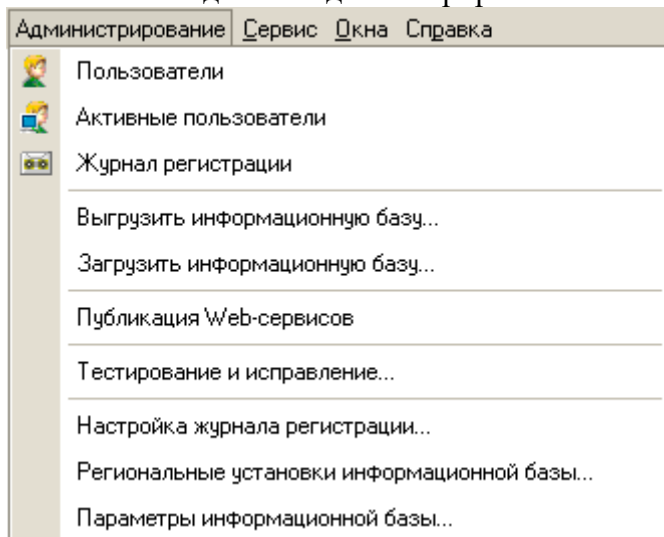 Администрирование Сервис Окна Справка
Пользователи
Активные пользователи
Журнал регистрации
Выгрузить информационную базу...
Загрузить информационную базу...
Публикация Web-сервисов
Тестирование и исправление...
Настройка журнала регистрации...
Региональные установки информационной базы...
Параметры информационной базы...